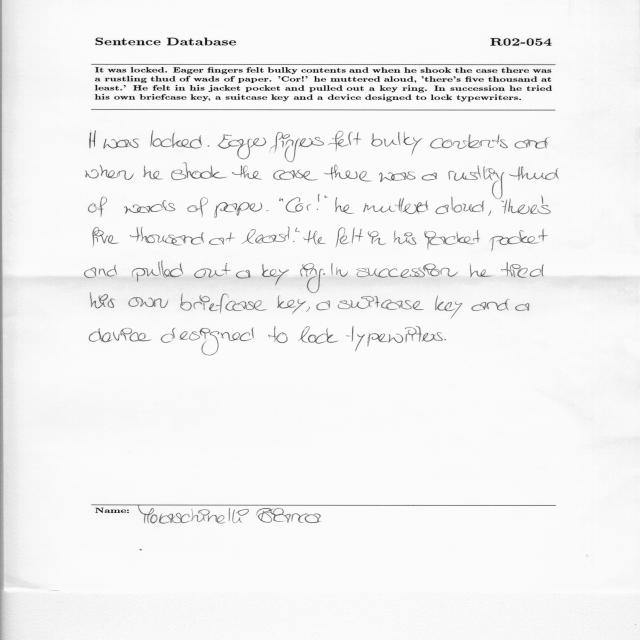 Sentence Database R02-054
It was locked. Eager fingers felt bulky contents and when he shook the case there was
a rustling thud of wads of paper. 'Cor!' he muttered aloud, 'there's five thousand at
least.' He felt in his jacket pocket and pulled out a key ring. In succession he tried
his own briefcase key, a suitcase key and a device designed to lock typewriters.
It was locked. Eager fingers felt bulky contents and
when he shook the case there was a rustling thud
of wads of paper. "Cor!" he muttered aloud, there's
five thousand at least." He felt in his jacket pocket
and pulled out a key ring. In succession he tried
his own briefcase key, a suitcase key and a
device designed to lock typewriters.
Name: